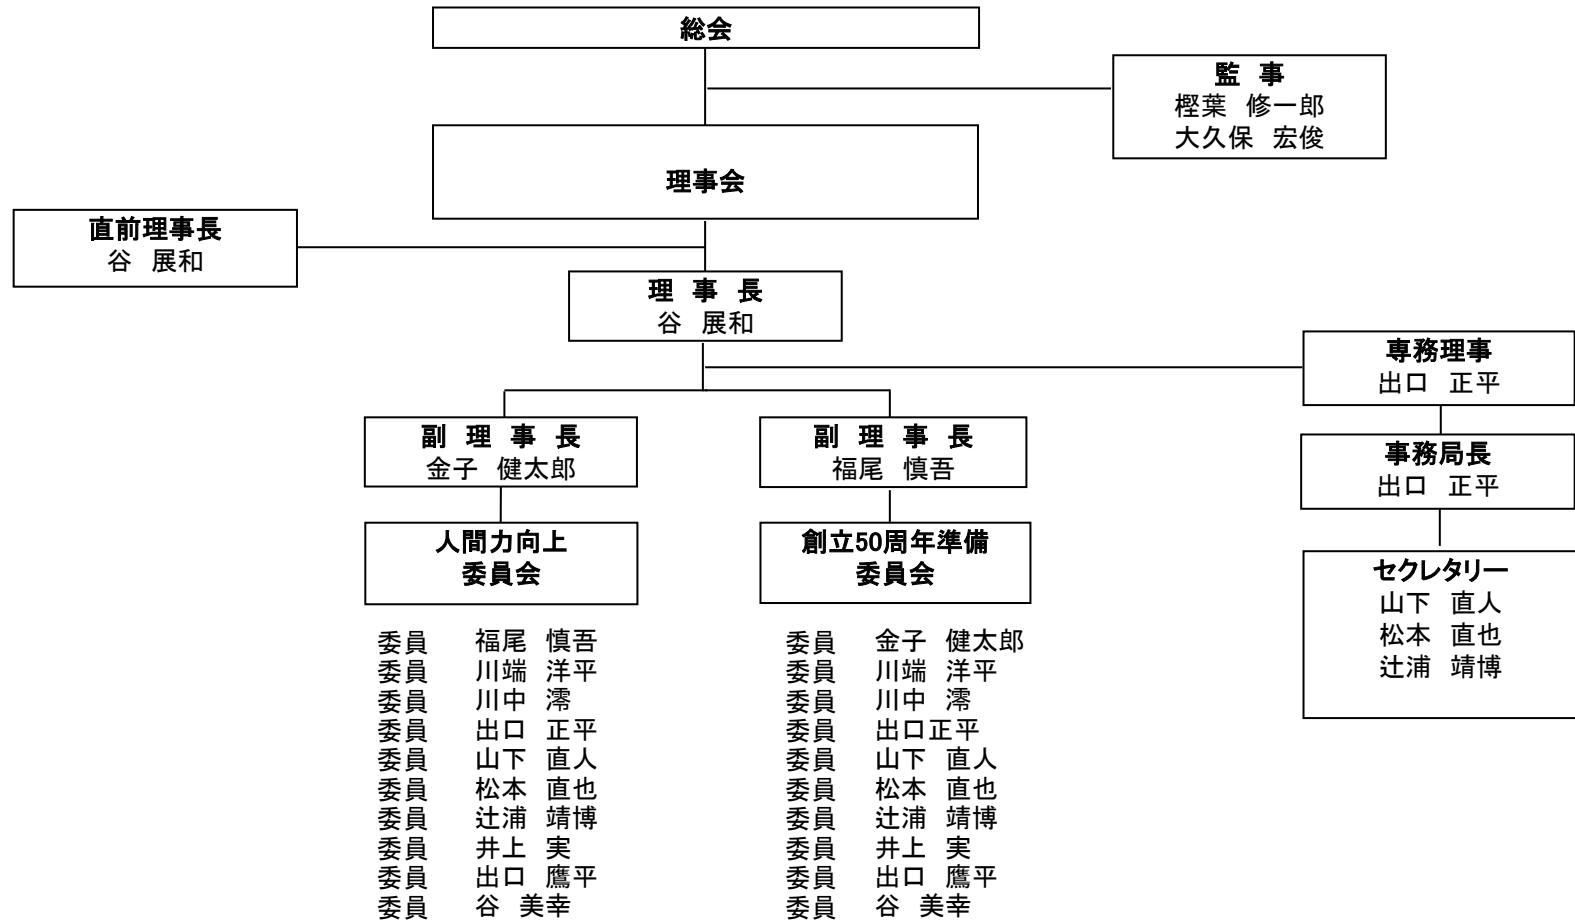 総会
監　事
樫葉　修一郎
大久保　宏俊
理事会
直前理事長
谷　展和
理　事　長
谷　展和
専務理事
出口　正平
副　理　事　長
金子　健太郎
副　理　事　長
福尾　慎吾
事務局長
出口　正平
人間力向上
委員会
創立50周年準備
委員会
セクレタリー
山下　直人
松本　直也
辻浦　靖博
委員　福尾　慎吾
委員　川端　洋平
委員　川中　澪
委員　出口　正平
委員　山下　直人
委員　松本　直也
委員　辻浦　靖博
委員　井上　実
委員　出口　鷹平
委員　谷　美幸
委員　金子　健太郎
委員　川端　洋平
委員　川中　澪
委員　出口正平
委員　山下　直人
委員　松本　直也
委員　辻浦　靖博
委員　井上　実
委員　出口　鷹平
委員　谷　美幸